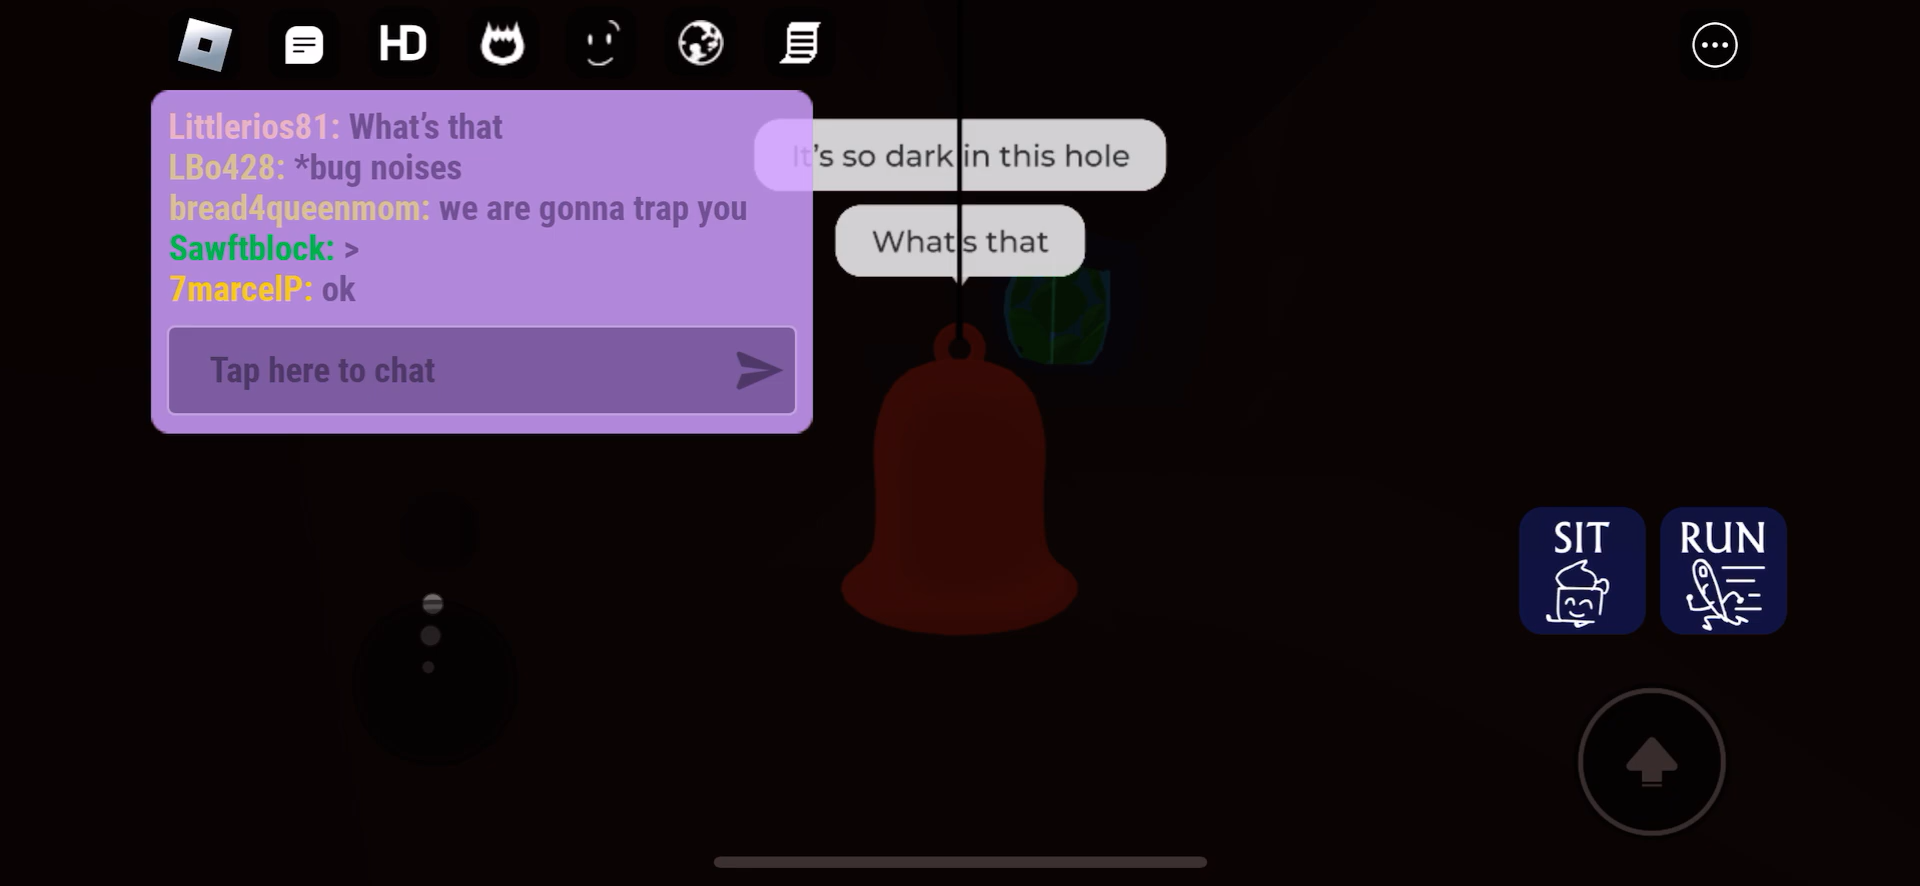 HD
Littlerios81: What’s that
LBo428: *bug noises
bread4queenmom: we are gonna trap you
Sawftblock: >
7marcelP: ok
Tap here to chat
It’s so dark in this hole
What’s that
SIT
RUN